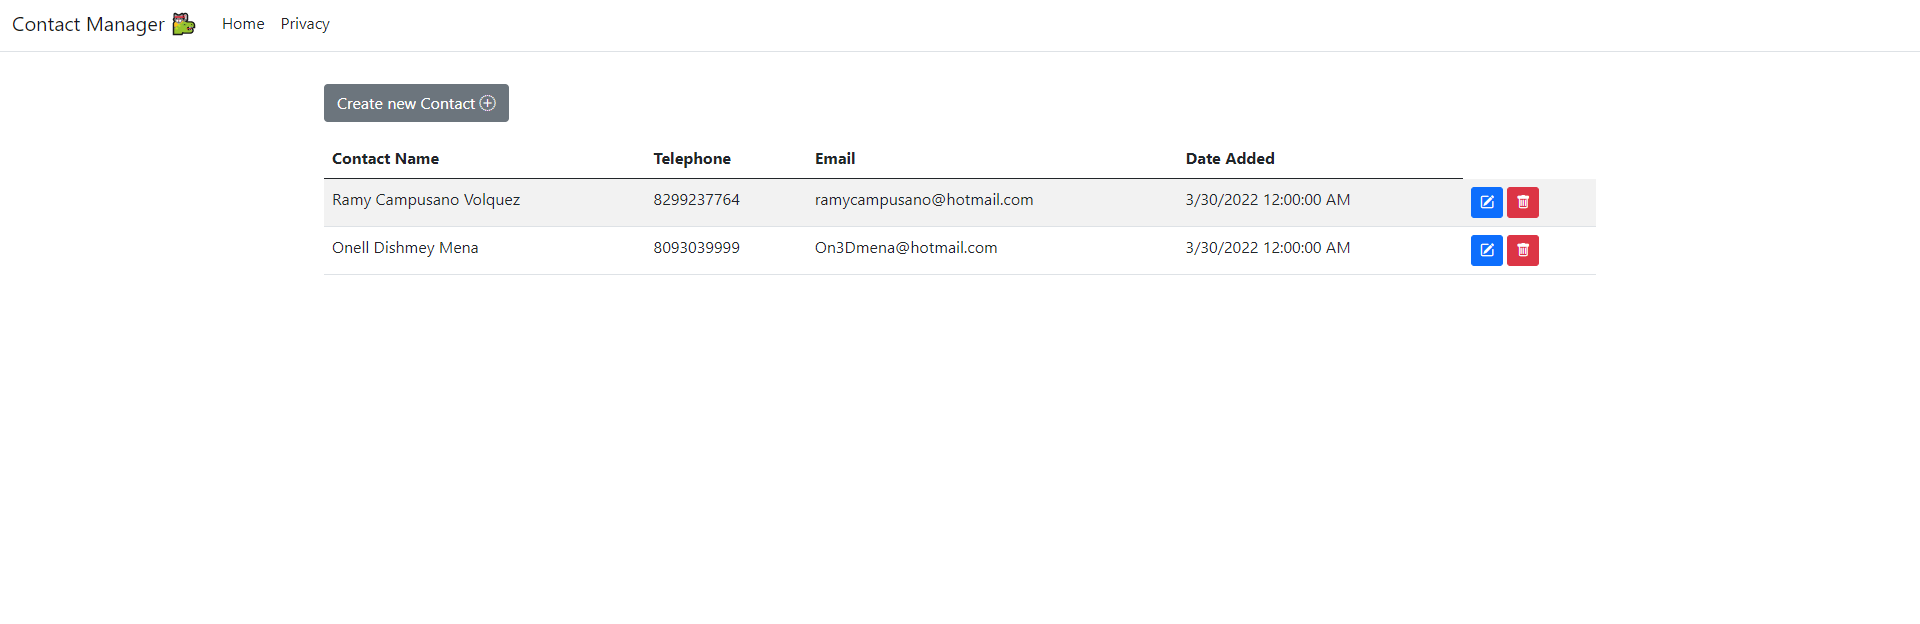 Contact Manager Home Privacy
Create new Contact
Contact Name Telephone Email Date Added
Ramy Campusano Volquez 8299237764 ramycampusano@hotmail.com 3/30/2022 12:00:00 AM
Onell Dishmey Mena 8093039999 On3Dmena@hotmail.com 3/30/2022 12:00:00 AM